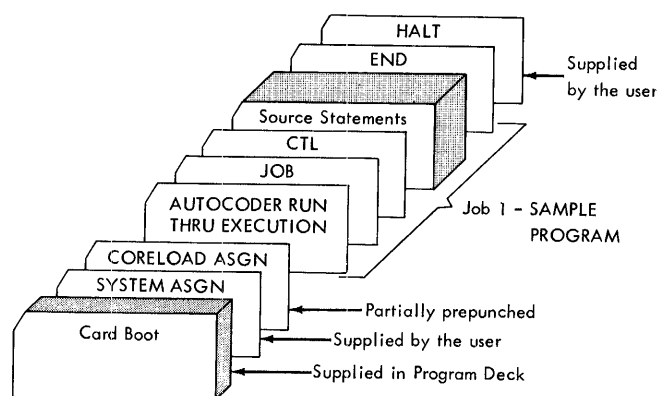 HALT
END
Supplied
by the user
Source Statements
CTL
JOB
AUTOCODER RUN
THRU EXECUTION
Job 1 - SAMPLE
PROGRAM
CORELOAD ASGN
SYSTEM ASGN
Partially prepunched
Card Boot
Supplied by the user
Supplied in Program Deck